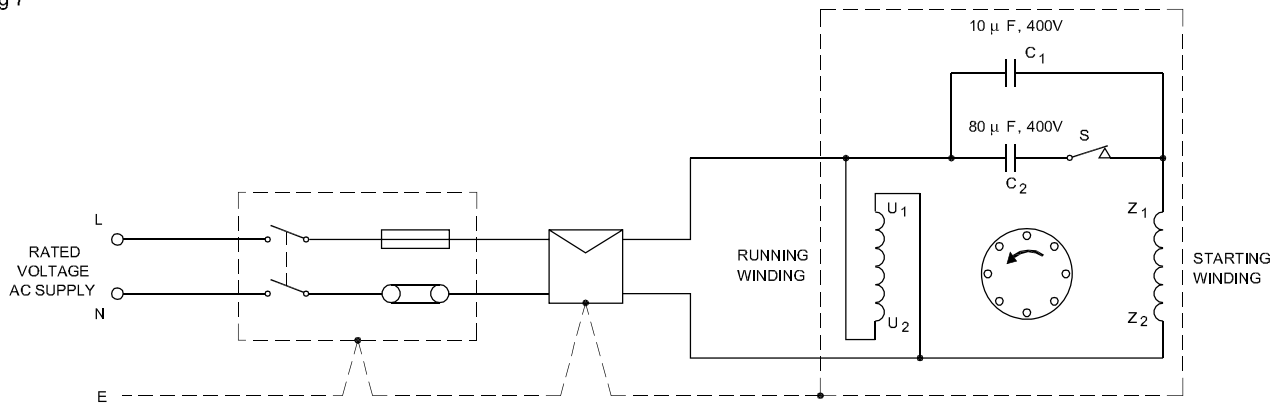 10 µ F, 400V
C1
80 µ F, 400V
S
C2
L
RATED
VOLTAGE
AC SUPPLY
N
E
RUNNING
WINDING
U1
U2
Z1
Z2
STARTING
WINDING